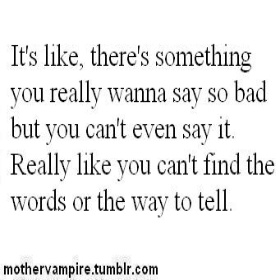 It's like, there's something
you really wanna say so bad
but you can't even say it.
Really like you can't find the
words or the way to tell.
mothervampire.tumblr.com